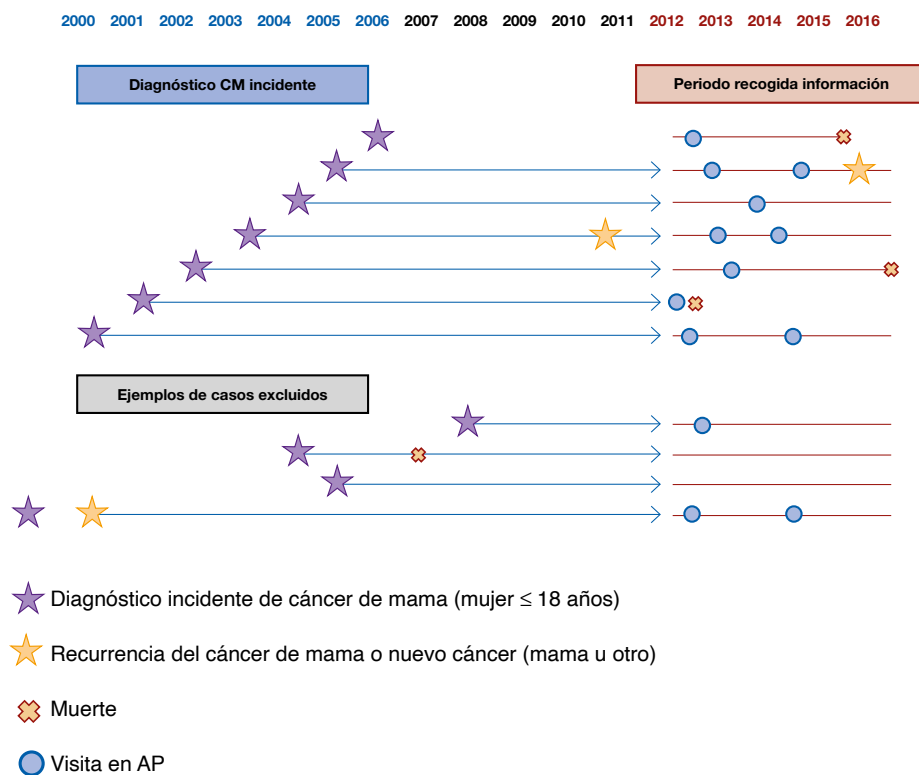 2000 2001 2002 2003 2004 2005 2006 2007 2008 2009 2010 2011 2012 2013 2014 2015 2016
Diagnóstico CM incidente Periodo recogida información
Ejemplos de casos excluidos
Diagnóstico incidente de cáncer de mama (mujer ≤ 18 años)
Recurrencia del cáncer de mama o nuevo cáncer (mama u otro)
Muerte
Visita en AP